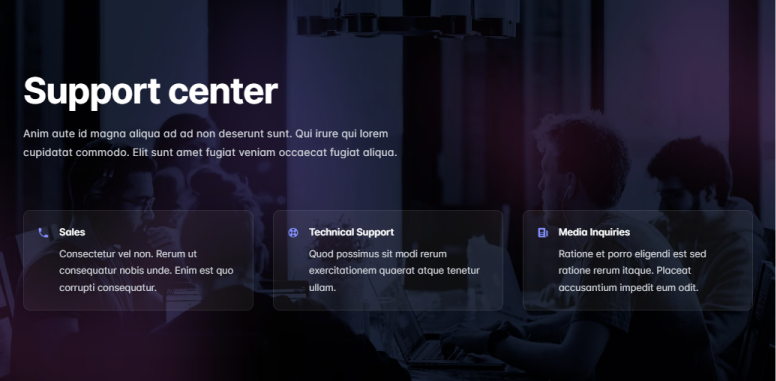 Support center
Anim aute id magna aliqua ad ad non deserunt sunt. Qui irure qui lorem
cupidatat commodo. Elit sunt amet fugiat veniam occaecat fugiat aliqua.
Sales
Consectetur vel non. Rerum ut
consequatur nobis unde. Enim est quo
corrupti consequatur.
Technical Support
Quod possimus sit modi rerum
exercitationem quaerat atque tenetur
ullam.
Media Inquiries
Ratione et porro eligendi est sed
ratione rerum itaque. Placeat
accusantium impedit eum odit.